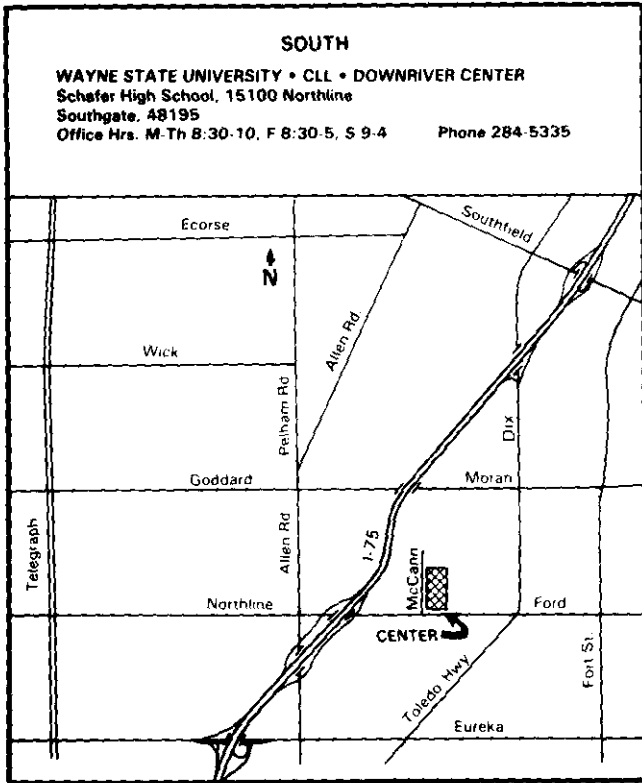 SOUTH
WAYNE STATE UNIVERSITY • CLL • DOWNRIVER CENTER
Schafer High School, 15100 Northline
Southgate, 48195
Office Hrs. M-Th 8:30-10, F 8:30-5, S 9-4 Phone 284-5335
Ecorse
Southfield
N
Wick
Allen Rd.
Pelham Rd
Dix
Goddard
Moran
Telegraph
Allen Rd
I-75
McCann
Northline
Ford
CENTER
Toledo Hwy
Fort St.
Eureka